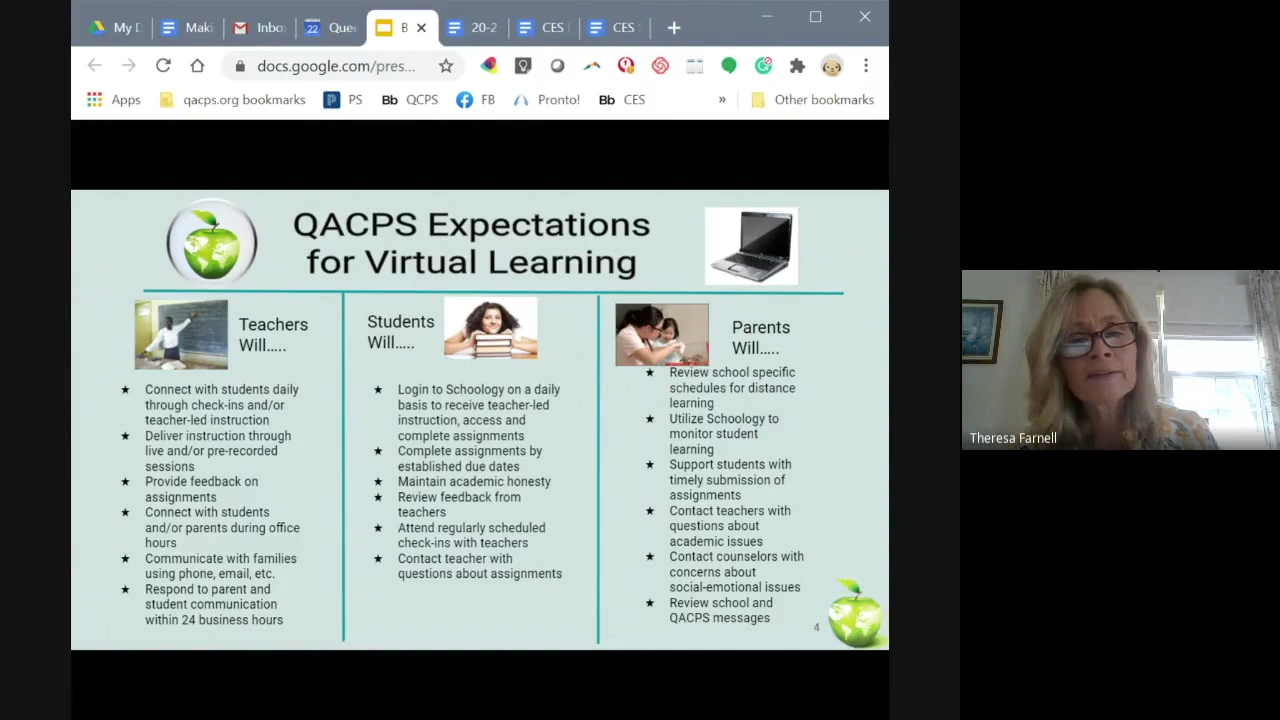 My D
Maki
Inbo
22
Quee
B
20-2
CES
CES
docs.google.com/pres...
Apps
qacps.org bookmarks
PS
Bb QCPS
FB
Pronto!
Bb CES
»
Other bookmarks
QACPS Expectations
for Virtual Learning
Teachers
Will.....
★ Connect with students daily
through check-ins and/or
teacher-led instruction
★ Deliver instruction through
live and/or pre-recorded
sessions
★ Provide feedback on
assignments
★ Connect with students
and/or parents during office
hours
★ Communicate with families
using phone, email, etc.
★ Respond to parent and
student communication
within 24 business hours
Students
Will.....
★ Login to Schoology on a daily
basis to receive teacher-led
instruction, access and
complete assignments
★ Complete assignments by
established due dates
★ Maintain academic honesty
★ Review feedback from
teachers
★ Attend regularly scheduled
check-ins with teachers
★ Contact teacher with
questions about assignments
Parents
Will.....
★ Review school specific
schedules for distance
learning
★ Utilize Schoology to
monitor student
learning
★ Support students with
timely submission of
assignments
★ Contact teachers with
questions about
academic issues
★ Contact counselors with
concerns about
social-emotional issues
★ Review school and
QACPS messages
4
Theresa Farnell